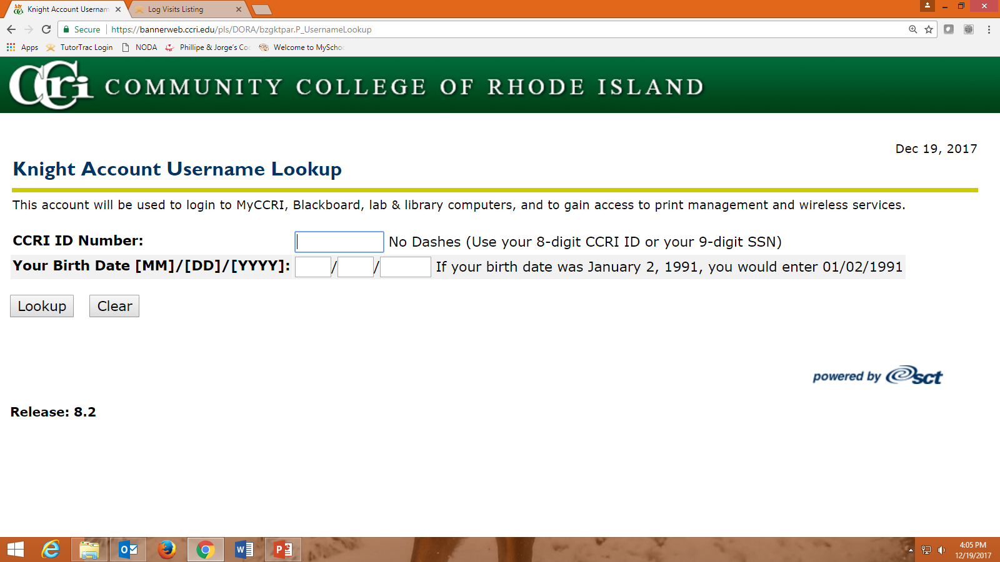 Knight Account Usernam
Log Visits Listing
Secure
https://bannerweb.ccri.edu/pls/DORA/bzgktpar.P_UsernameLookup
Apps
TutorTrac Login
NODA
Phillipe & Jorge's Co
Welcome to MySchoo
CCri COMMUNITY COLLEGE OF RHODE ISLAND
Dec 19, 2017
Knight Account Username Lookup
This account will be used to login to MyCCRI, Blackboard, lab & library computers, and to gain access to print management and wireless services.
CCRI ID Number: No Dashes (Use your 8-digit CCRI ID or your 9-digit SSN)
Your Birth Date [MM]/[DD]/[YYYY]: / / If your birth date was January 2, 1991, you would enter 01/02/1991
Lookup Clear
powered by sct
Release: 8.2
4:05 PM
12/19/2017